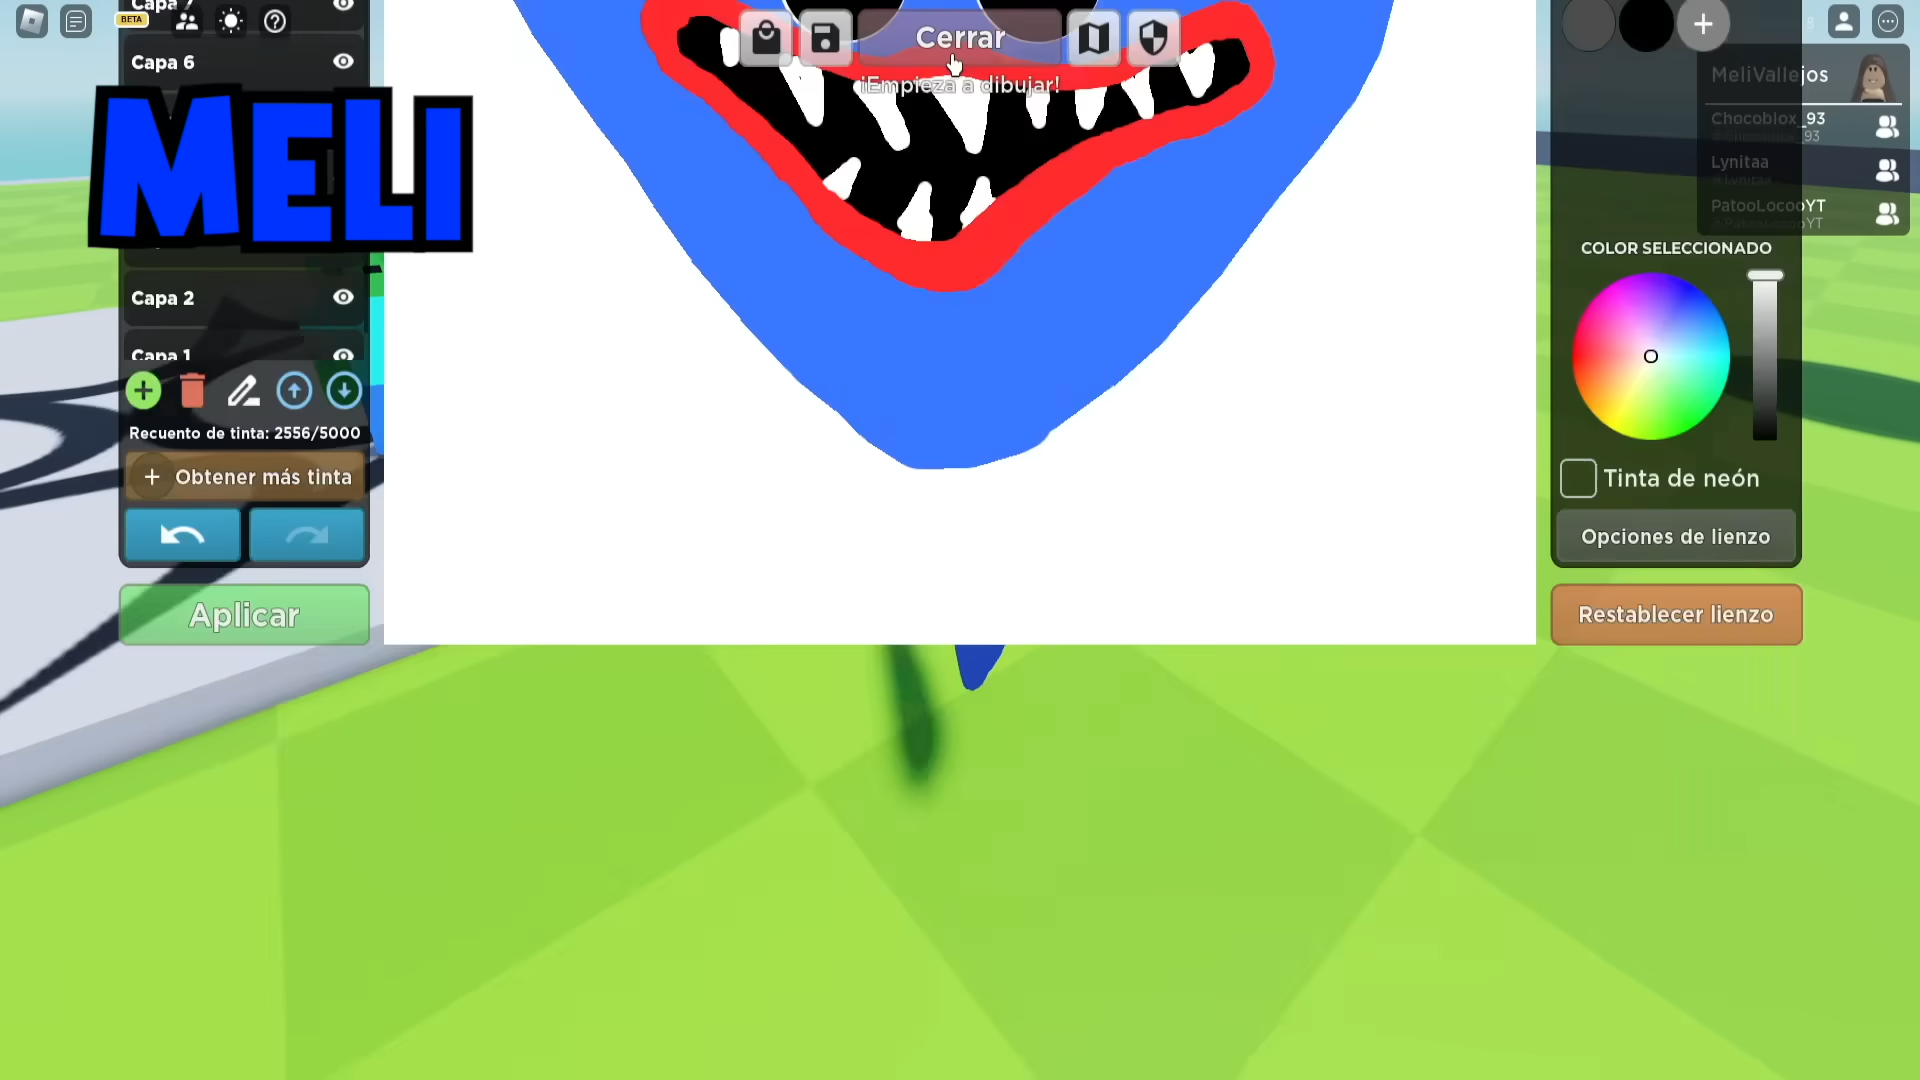 Capa 7
BETA
Capa 6
MELI
Capa 2
Capa 1
Recuento de tinta: 2556/5000
+ Obtener más tinta
Aplicar
Cerrar
¡Empieza a dibujar!
MeliVallejos
Chocoblox_93
Lynitaa
PatooLocooYT
COLOR SELECCIONADO
Tinta de neón
Opciones de lienzo
Restablecer lienzo